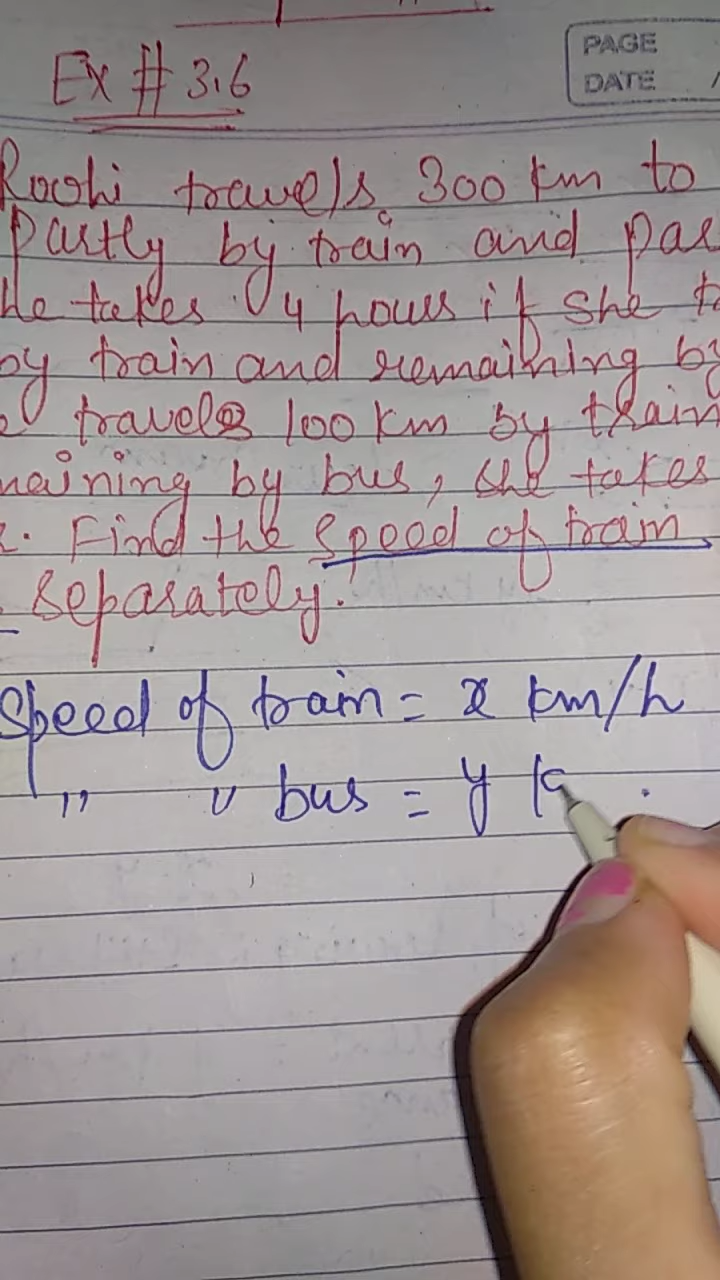 Ex # 3.6
PAGE
DATE /
Roohi travels 300 km to
Partly by train and
takes 4 hours if she
by train and remaining
travels 100 km by train
by bus, she takes
Find the speed of train
separately.
Speed of train = x km/h
" " bus = y k